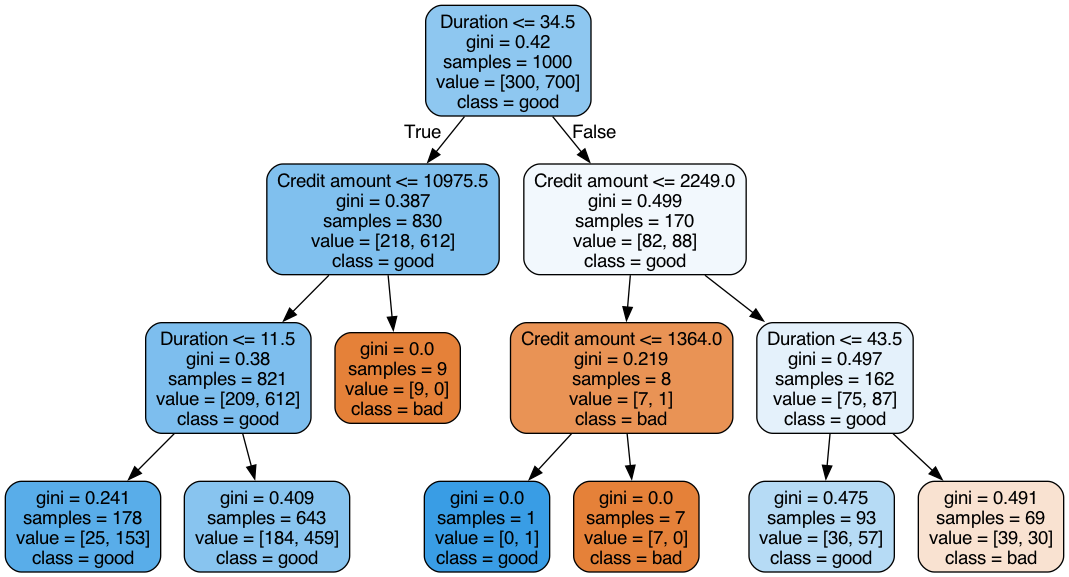 Duration <= 34.5
gini = 0.42
samples = 1000
value = [300, 700]
class = good
True
False
Credit amount <= 10975.5
gini = 0.387
samples = 830
value = [218, 612]
class = good
Credit amount <= 2249.0
gini = 0.499
samples = 170
value = [82, 88]
class = good
Duration <= 11.5
gini = 0.38
samples = 821
value = [209, 612]
class = good
gini = 0.0
samples = 9
value = [9, 0]
class = bad
Credit amount <= 1364.0
gini = 0.219
samples = 8
value = [7, 1]
class = bad
Duration <= 43.5
gini = 0.497
samples = 162
value = [75, 87]
class = good
gini = 0.241
samples = 178
value = [25, 153]
class = good
gini = 0.409
samples = 643
value = [184, 459]
class = good
gini = 0.0
samples = 1
value = [0, 1]
class = good
gini = 0.0
samples = 7
value = [7, 0]
class = bad
gini = 0.475
samples = 93
value = [36, 57]
class = good
gini = 0.491
samples = 69
value = [39, 30]
class = bad